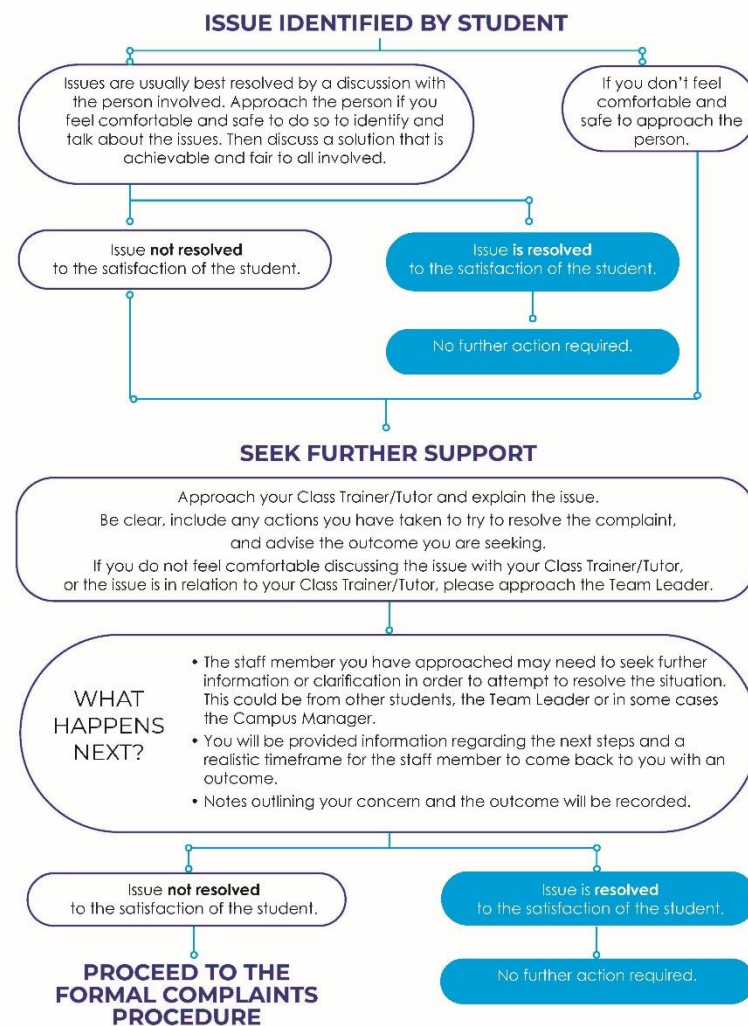 ISSUE IDENTIFIED BY STUDENT
Issues are usually best resolved by a discussion with
the person involved. Approach the person if you
feel comfortable and safe to do so to identify and
talk about the issues. Then discuss a solution that is
achievable and fair to all involved.
If you don't feel
comfortable and
safe to approach the
person.
Issue not resolved
to the satisfaction of the student.
Issue is resolved
to the satisfaction of the student.
No further action required.
SEEK FURTHER SUPPORT
Approach your Class Trainer/Tutor and explain the issue.
Be clear, include any actions you have taken to try to resolve the complaint,
and advise the outcome you are seeking.
If you do not feel comfortable discussing the issue with your Class Trainer/Tutor,
or the issue is in relation to your Class Trainer/Tutor, please approach the Team Leader.
WHAT
HAPPENS
NEXT?
• The staff member you have approached may need to seek further
information or clarification in order to attempt to resolve the situation.
This could be from other students, the Team Leader or in some cases
the Campus Manager.
• You will be provided information regarding the next steps and a
realistic timeframe for the staff member to come back to you with an
outcome.
• Notes outlining your concern and the outcome will be recorded.
Issue not resolved
to the satisfaction of the student.
Issue is resolved
to the satisfaction of the student.
PROCEED TO THE
FORMAL COMPLAINTS
PROCEDURE
No further action required.